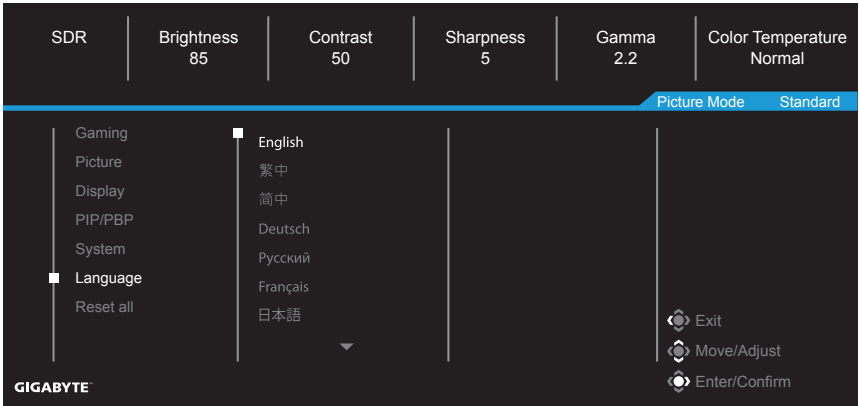 SDR Brightness Contrast Sharpness Gamma Color Temperature
85 50 5 2.2 Normal
Picture Mode Standard
Gaming
Picture
Display
PIP/PBP
System
Language
Reset all
English
繁中
简中
Deutsch
Русский
Français
日本語
Exit
Move/Adjust
Enter/Confirm
GIGABYTE™